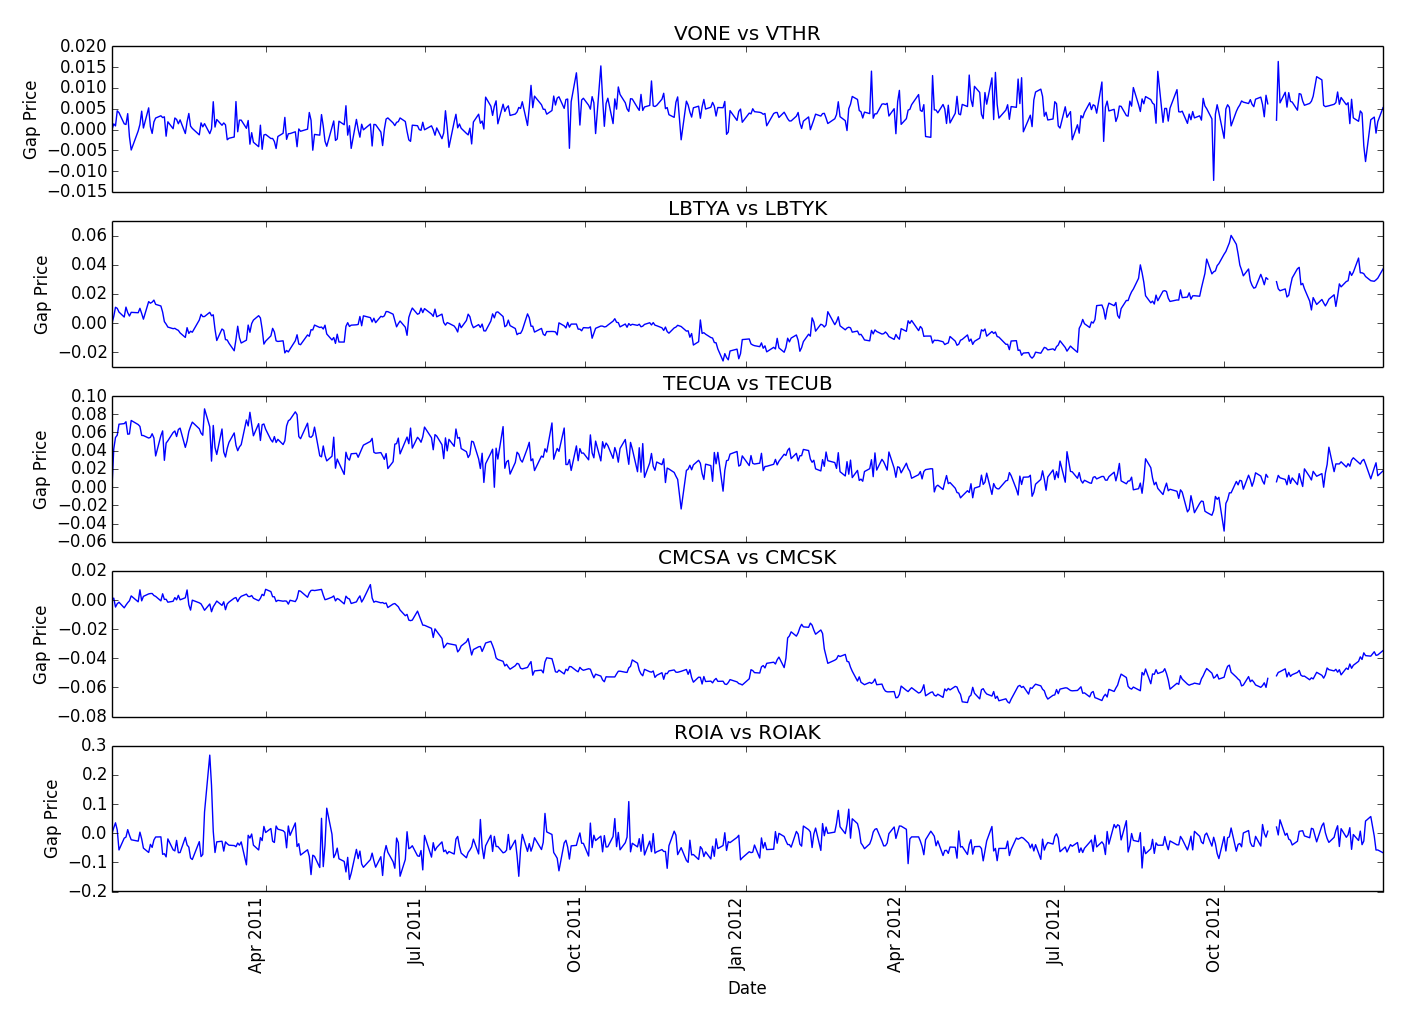 VONE vs VTHR
0.020
0.015
0.010
0.005
0.000
−0.005
−0.010
−0.015
Gap Price
LBTYA vs LBTYK
0.06
0.04
0.02
0.00
−0.02
Gap Price
TECUA vs TECUB
0.10
0.08
0.06
0.04
0.02
0.00
−0.02
−0.04
−0.06
Gap Price
CMCSA vs CMCSK
0.02
0.00
−0.02
−0.04
−0.06
−0.08
Gap Price
ROIA vs ROIAK
0.3
0.2
0.1
0.0
−0.1
−0.2
Gap Price
Apr 2011
Jul 2011
Oct 2011
Jan 2012
Apr 2012
Jul 2012
Oct 2012
Date